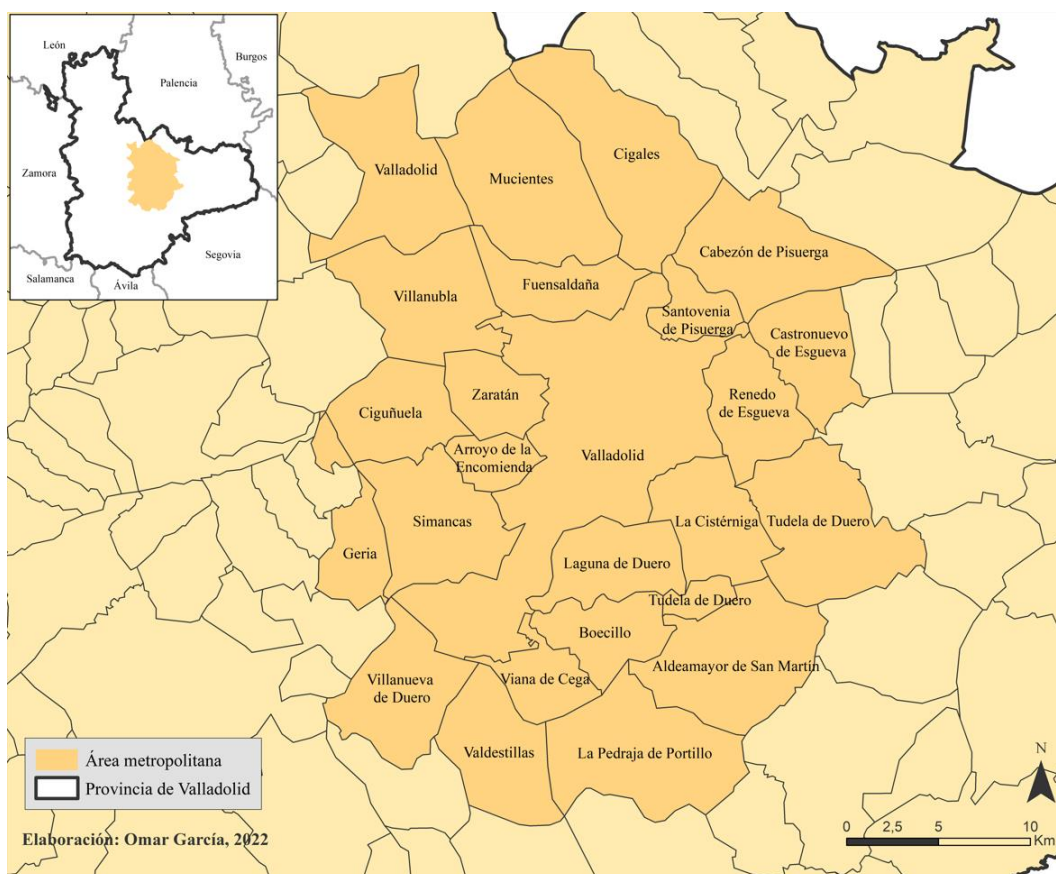 León
Burgos
Palencia
Zamora
Segovia
Salamanca
Ávila
Valladolid
Mucientes
Cigales
Cabezón de Pisuerga
Villanubla
Fuensaldaña
Santovenia
de Pisuerga
Castronuevo
de Esgueva
Ciguñuela
Zaratán
Renedo
de Esgueva
Arroyo de la
Encomienda
Valladolid
Simancas
Geria
La Cistérniga
Tudela de Duero
Laguna de Duero
Tudela de Duero
Boecillo
Aldeamayor de San Martín
Villanueva
de Duero
Viana de Cega
Valdestillas
La Pedraja de Portillo
Área metropolitana
Provincia de Valladolid
Elaboración: Omar García, 2022
N
0 2,5 5 10
Km